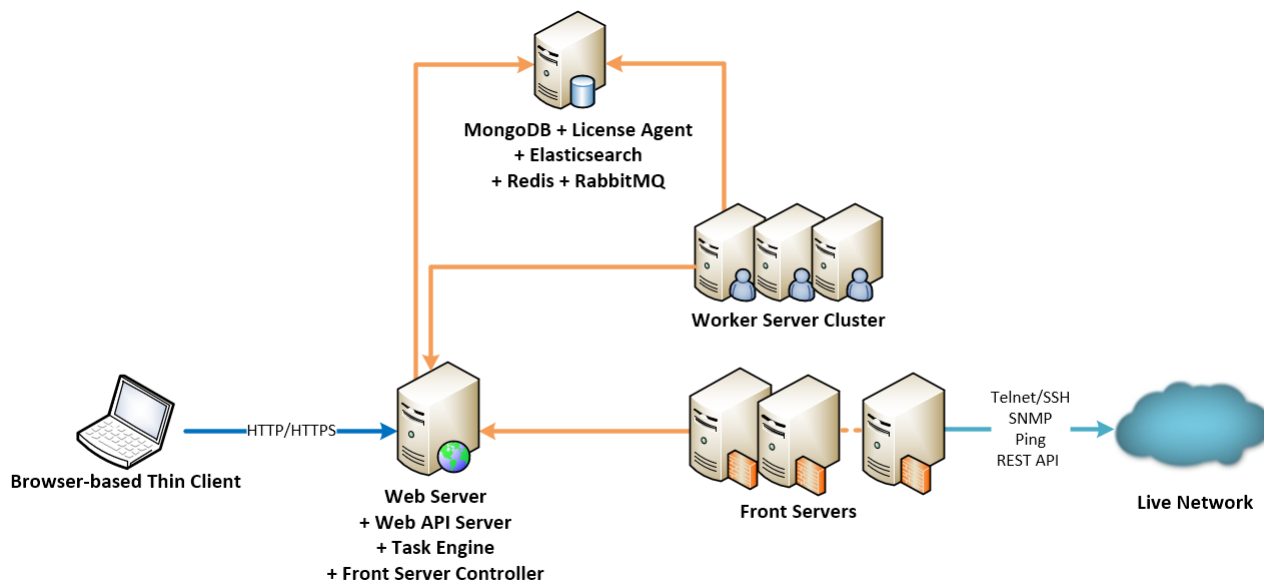 MongoDB + License Agent
+ Elasticsearch
+ Redis + RabbitMQ
Worker Server Cluster
HTTP/HTTPS
Browser-based Thin Client
Web Server
+ Web API Server
+ Task Engine
+ Front Server Controller
Front Servers
Telnet/SSH
SNMP
Ping
REST API
Live Network